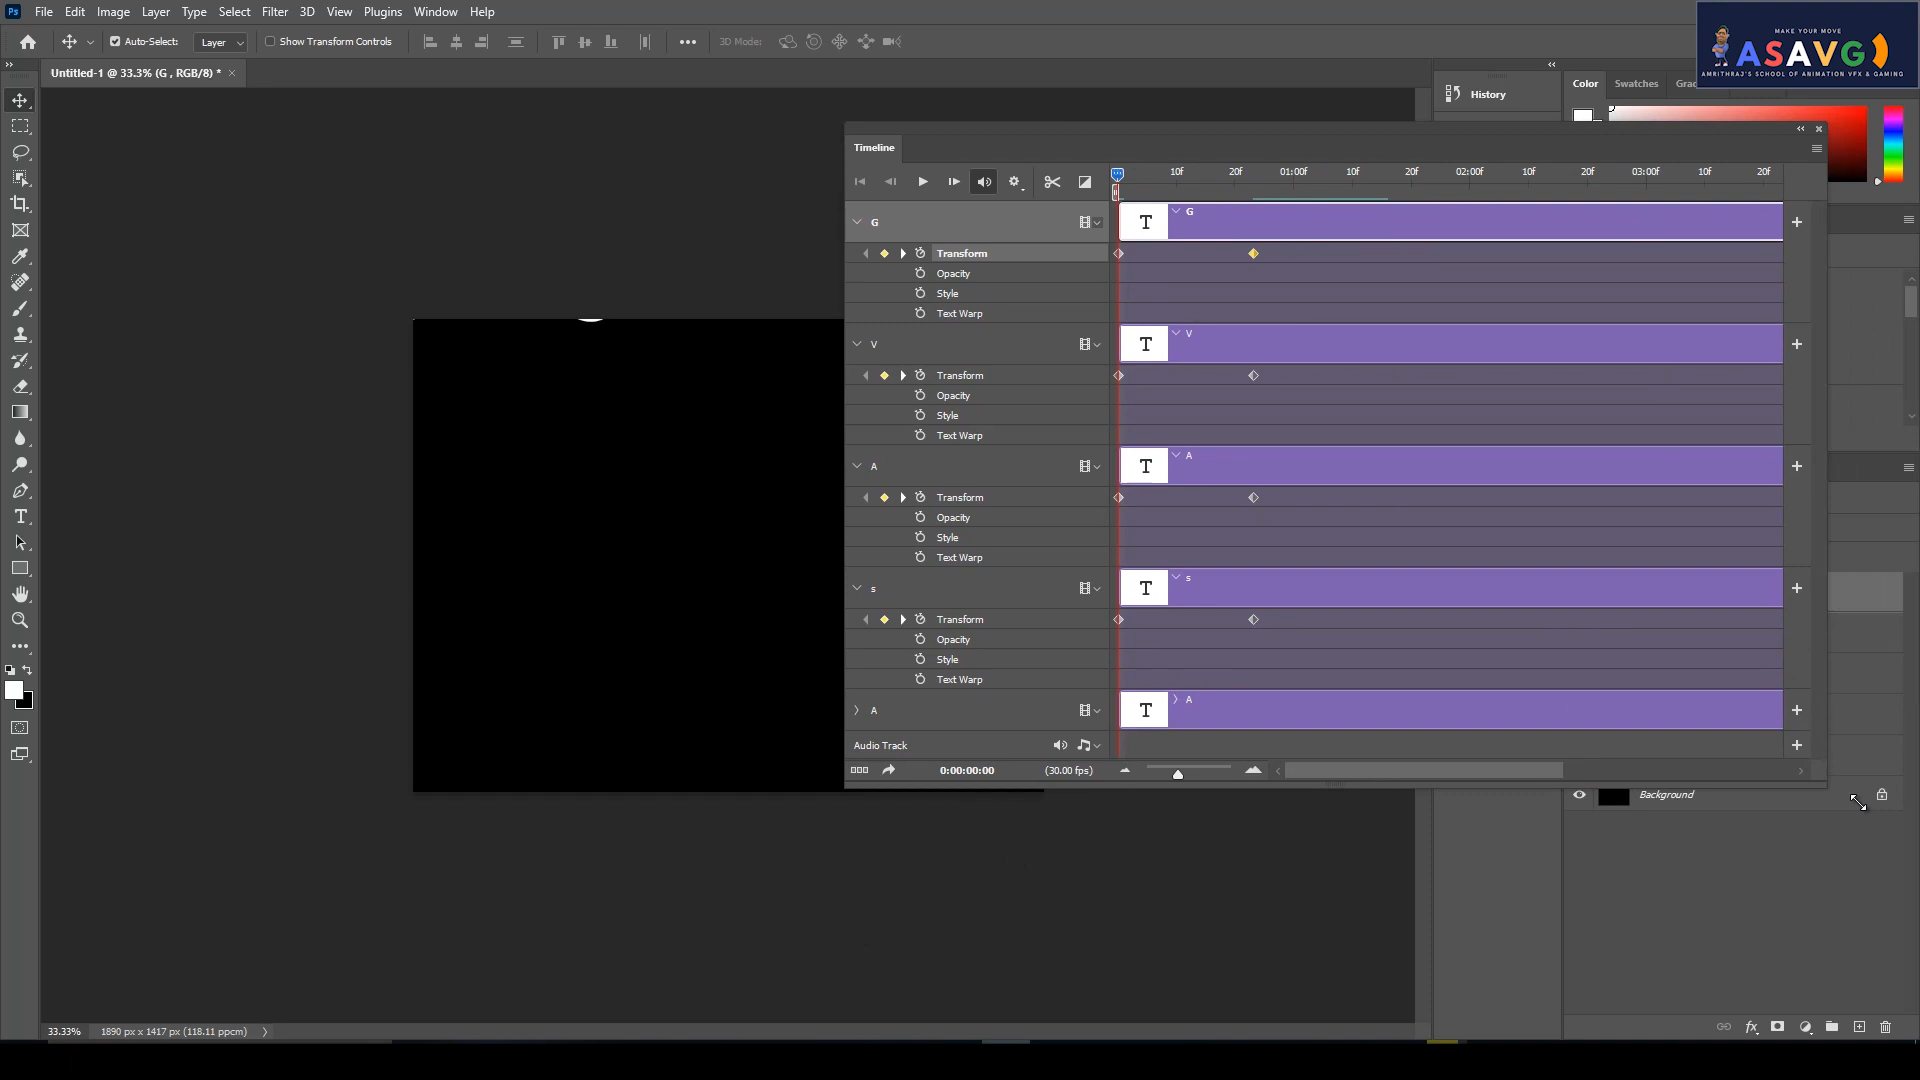 Ps File Edit Image Layer Type Select Filter 3D View Plugins Window Help
Auto-Select: Layer Show Transform Controls 3D Mode:
MAKE YOUR MOVE
ASAVG
AMRITHRAJ'S SCHOOL OF ANIMATION VFX & GAMING
Untitled-1 @ 33.3% (G , RGB/8) *
History
Color Swatches Gra
Timeline
10f 20f 01:00f 10f 20f 02:00f 10f 20f 03:00f 10f 20f
G T G
Transform
Opacity
Style
Text Warp
V T V
Transform
Opacity
Style
Text Warp
A T A
Transform
Opacity
Style
Text Warp
s T s
Transform
Opacity
Style
Text Warp
A T A
Audio Track
0:00:00:00 (30.00 fps)
Background
33.33% 1890 px x 1417 px (118.11 ppcm)
fx